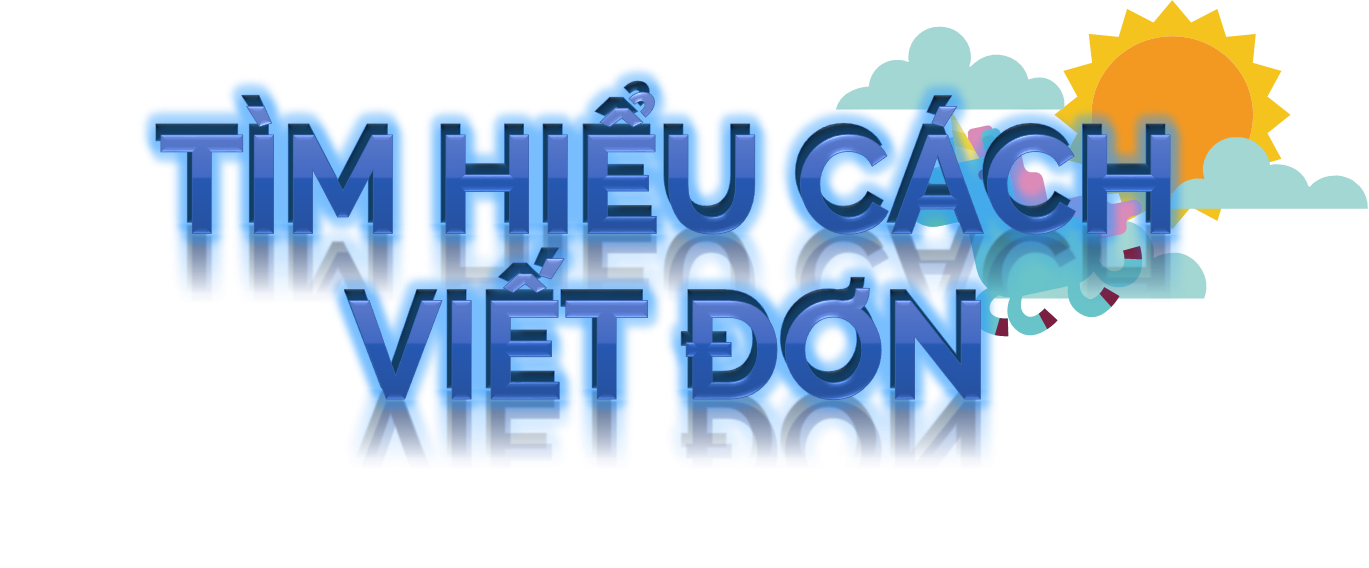 TÌM HIỂU CÁCH
VIẾT ĐƠN